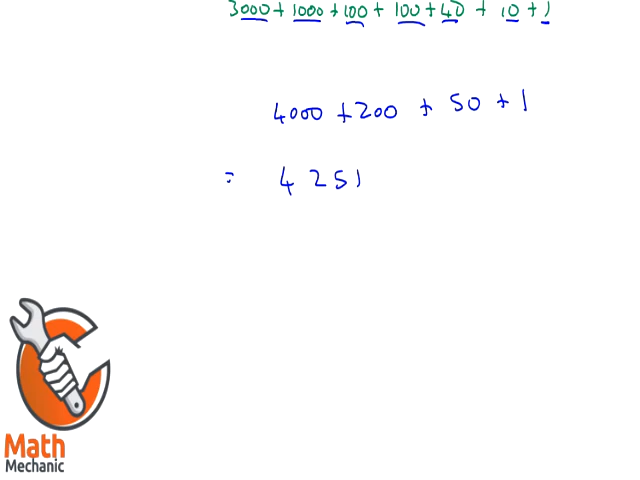 3000 + 1000 + 100 + 100 + 40 + 10 + 1
4000 + 200 + 50 + 1
= 4251
Math
Mechanic